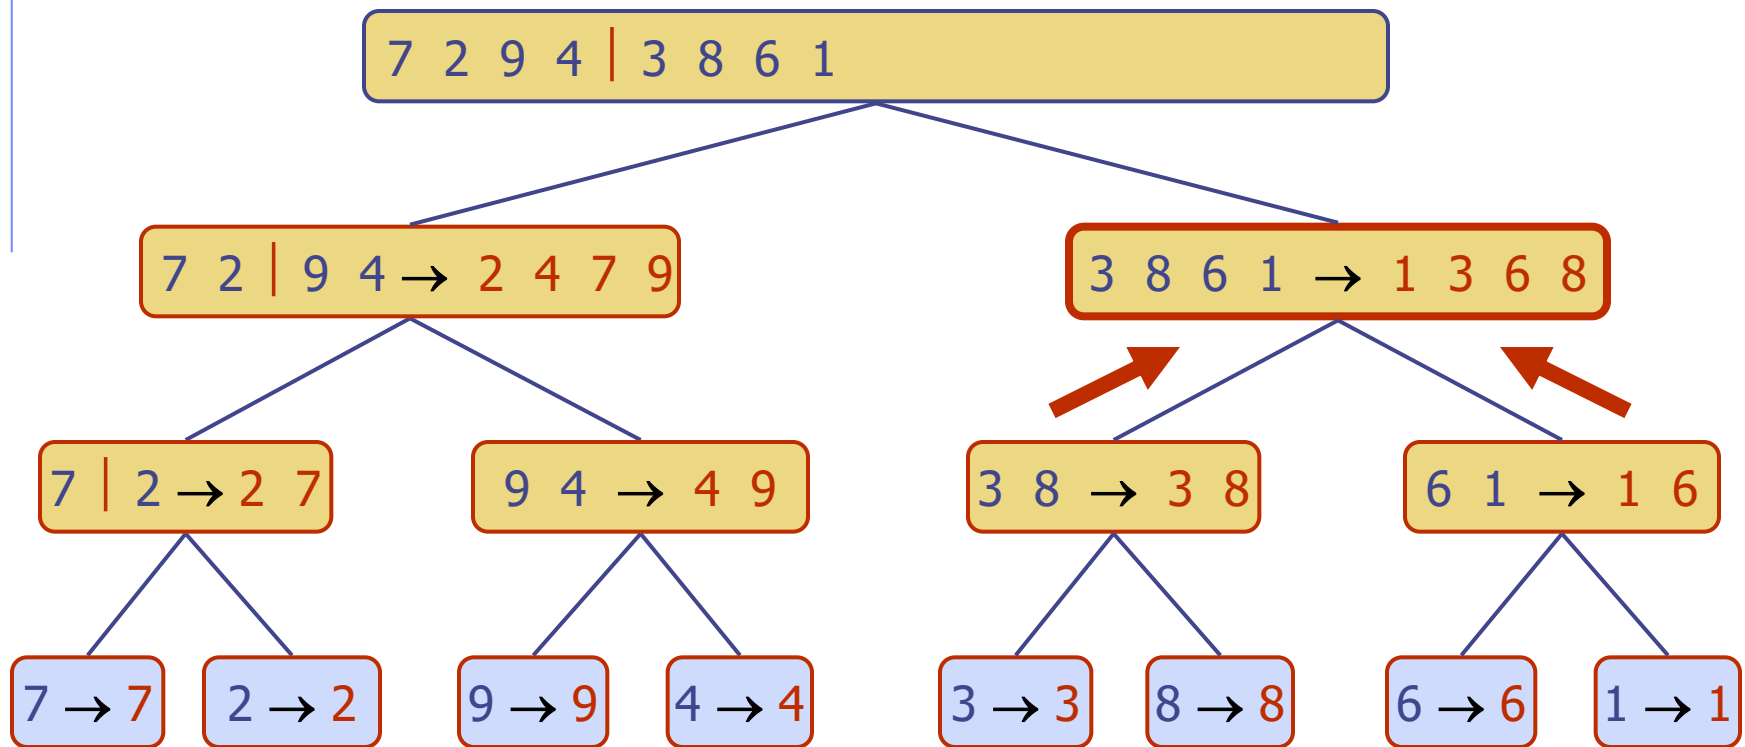 7 2 9 4 | 3 8 6 1
7 2 | 9 4 → 2 4 7 9
3 8 6 1 → 1 3 6 8
7 | 2 → 2 7
9 4 → 4 9
3 8 → 3 8
6 1 → 1 6
7 → 7
2 → 2
9 → 9
4 → 4
3 → 3
8 → 8
6 → 6
1 → 1